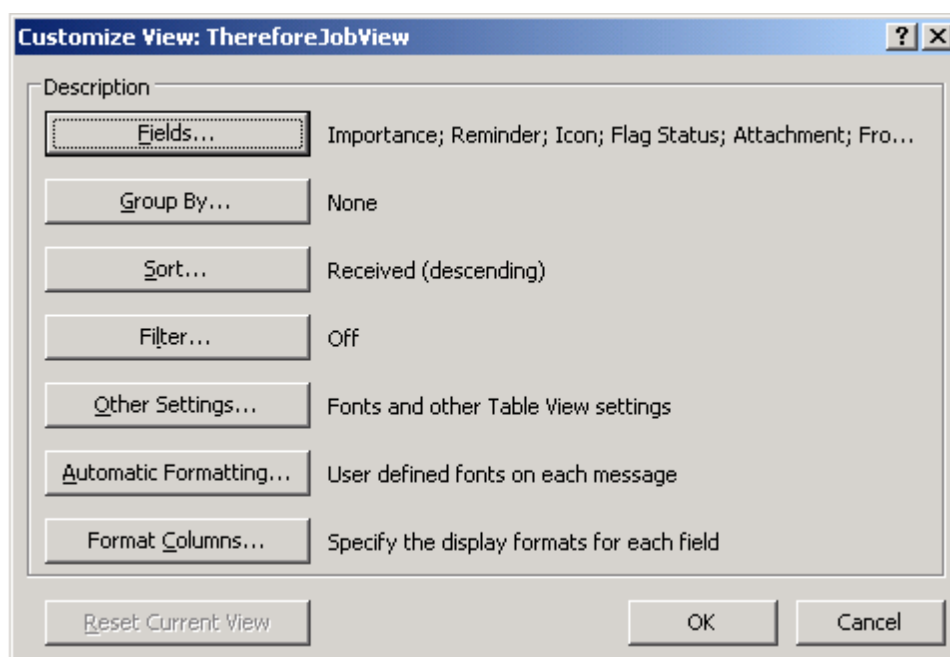 Customize View: ThereforeJobView
Description
Fields... Importance; Reminder; Icon; Flag Status; Attachment; Fro...
Group By... None
Sort... Received (descending)
Filter... Off
Other Settings... Fonts and other Table View settings
Automatic Formatting... User defined fonts on each message
Format Columns... Specify the display formats for each field
Reset Current View OK Cancel